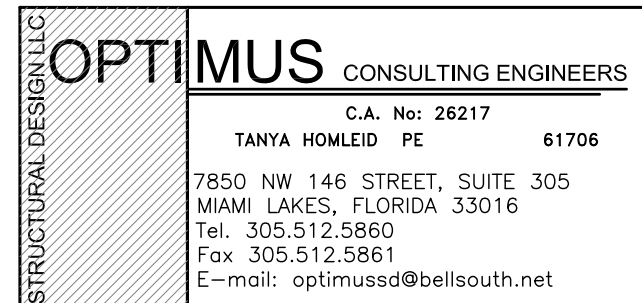 STRUCTURAL DESIGN LLC
OPTIMUS CONSULTING ENGINEERS
C.A. No: 26217
TANYA HOMLEID PE 61706
7850 NW 146 STREET, SUITE 305
MIAMI LAKES, FLORIDA 33016
Tel. 305.512.5860
Fax 305.512.5861
E-mail: optimussd@bellsouth.net